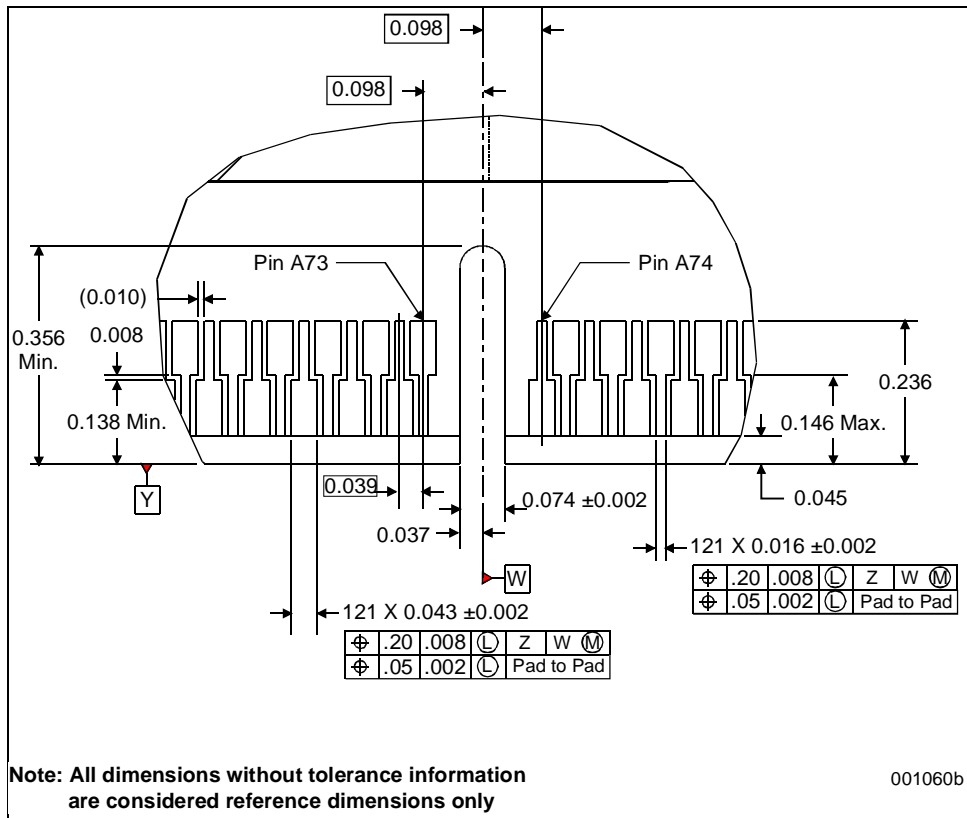 0.098
0.098
Pin A73
Pin A74
(0.010)
0.356
Min.
0.008
0.138 Min.
0.236
0.146 Max.
Y
0.039
0.074 ±0.002
0.045
0.037
121 X 0.016 ±0.002
W
⌖ .20 .008 Ⓛ Z W Ⓜ
⌖ .05 .002 Ⓛ Pad to Pad
121 X 0.043 ±0.002
⌖ .20 .008 Ⓛ Z W Ⓜ
⌖ .05 .002 Ⓛ Pad to Pad
Note: All dimensions without tolerance information
are considered reference dimensions only
001060b